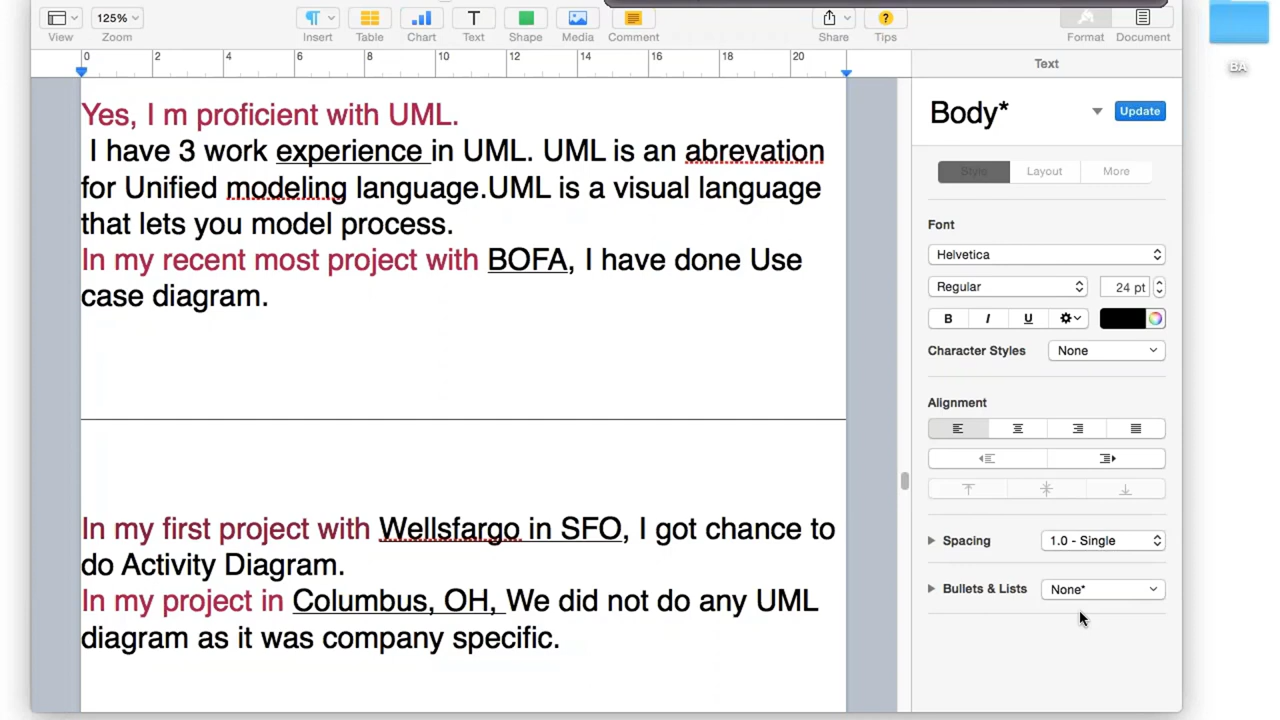 125%
View
Zoom
Insert
Table
Chart
Text
Shape
Media
Comment
Share
Tips
Format
Document
0 2 4 6 8 10 12 14 16 18 20
Text
Yes, I m proficient with UML.
I have 3 work experience in UML. UML is an abrevation
for Unified modeling language.UML is a visual language
that lets you model process.
In my recent most project with BOFA, I have done Use
case diagram.
In my first project with Wellsfargo in SFO, I got chance to
do Activity Diagram.
In my project in Columbus, OH, We did not do any UML
diagram as it was company specific.
Body*
Update
Style
Layout
More
Font
Helvetica
Regular
24 pt
B I U
Character Styles
None
Alignment
Spacing
1.0 - Single
Bullets & Lists
None*
BA